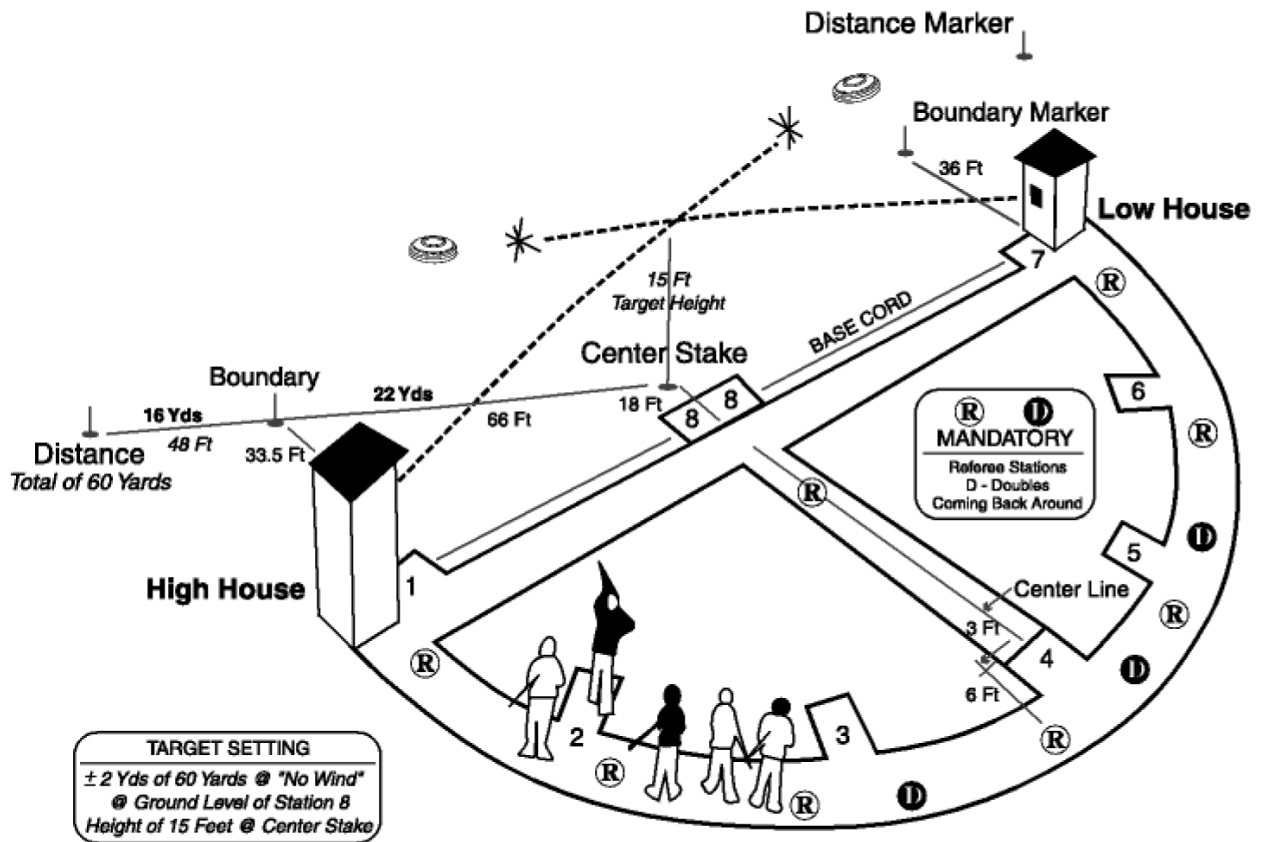 Distance Marker
Boundary Marker
36 Ft
Low House
7
Ⓡ
15 Ft
Target Height
BASE CORD
Center Stake
Boundary
22 Yds
16 Yds
66 Ft
18 Ft
8
8
48 Ft
33.5 Ft
Distance
Total of 60 Yards
6
Ⓡ
Ⓡ D
MANDATORY
Referee Stations
D - Doubles
Coming Back Around
Ⓡ
D
5
High House
1
Center Line
3 Ft
Ⓡ
4
6 Ft
D
Ⓡ
2
3
Ⓡ
Ⓡ
Ⓡ
D
TARGET SETTING
± 2 Yds of 60 Yards @ "No Wind"
@ Ground Level of Station 8
Height of 15 Feet @ Center Stake